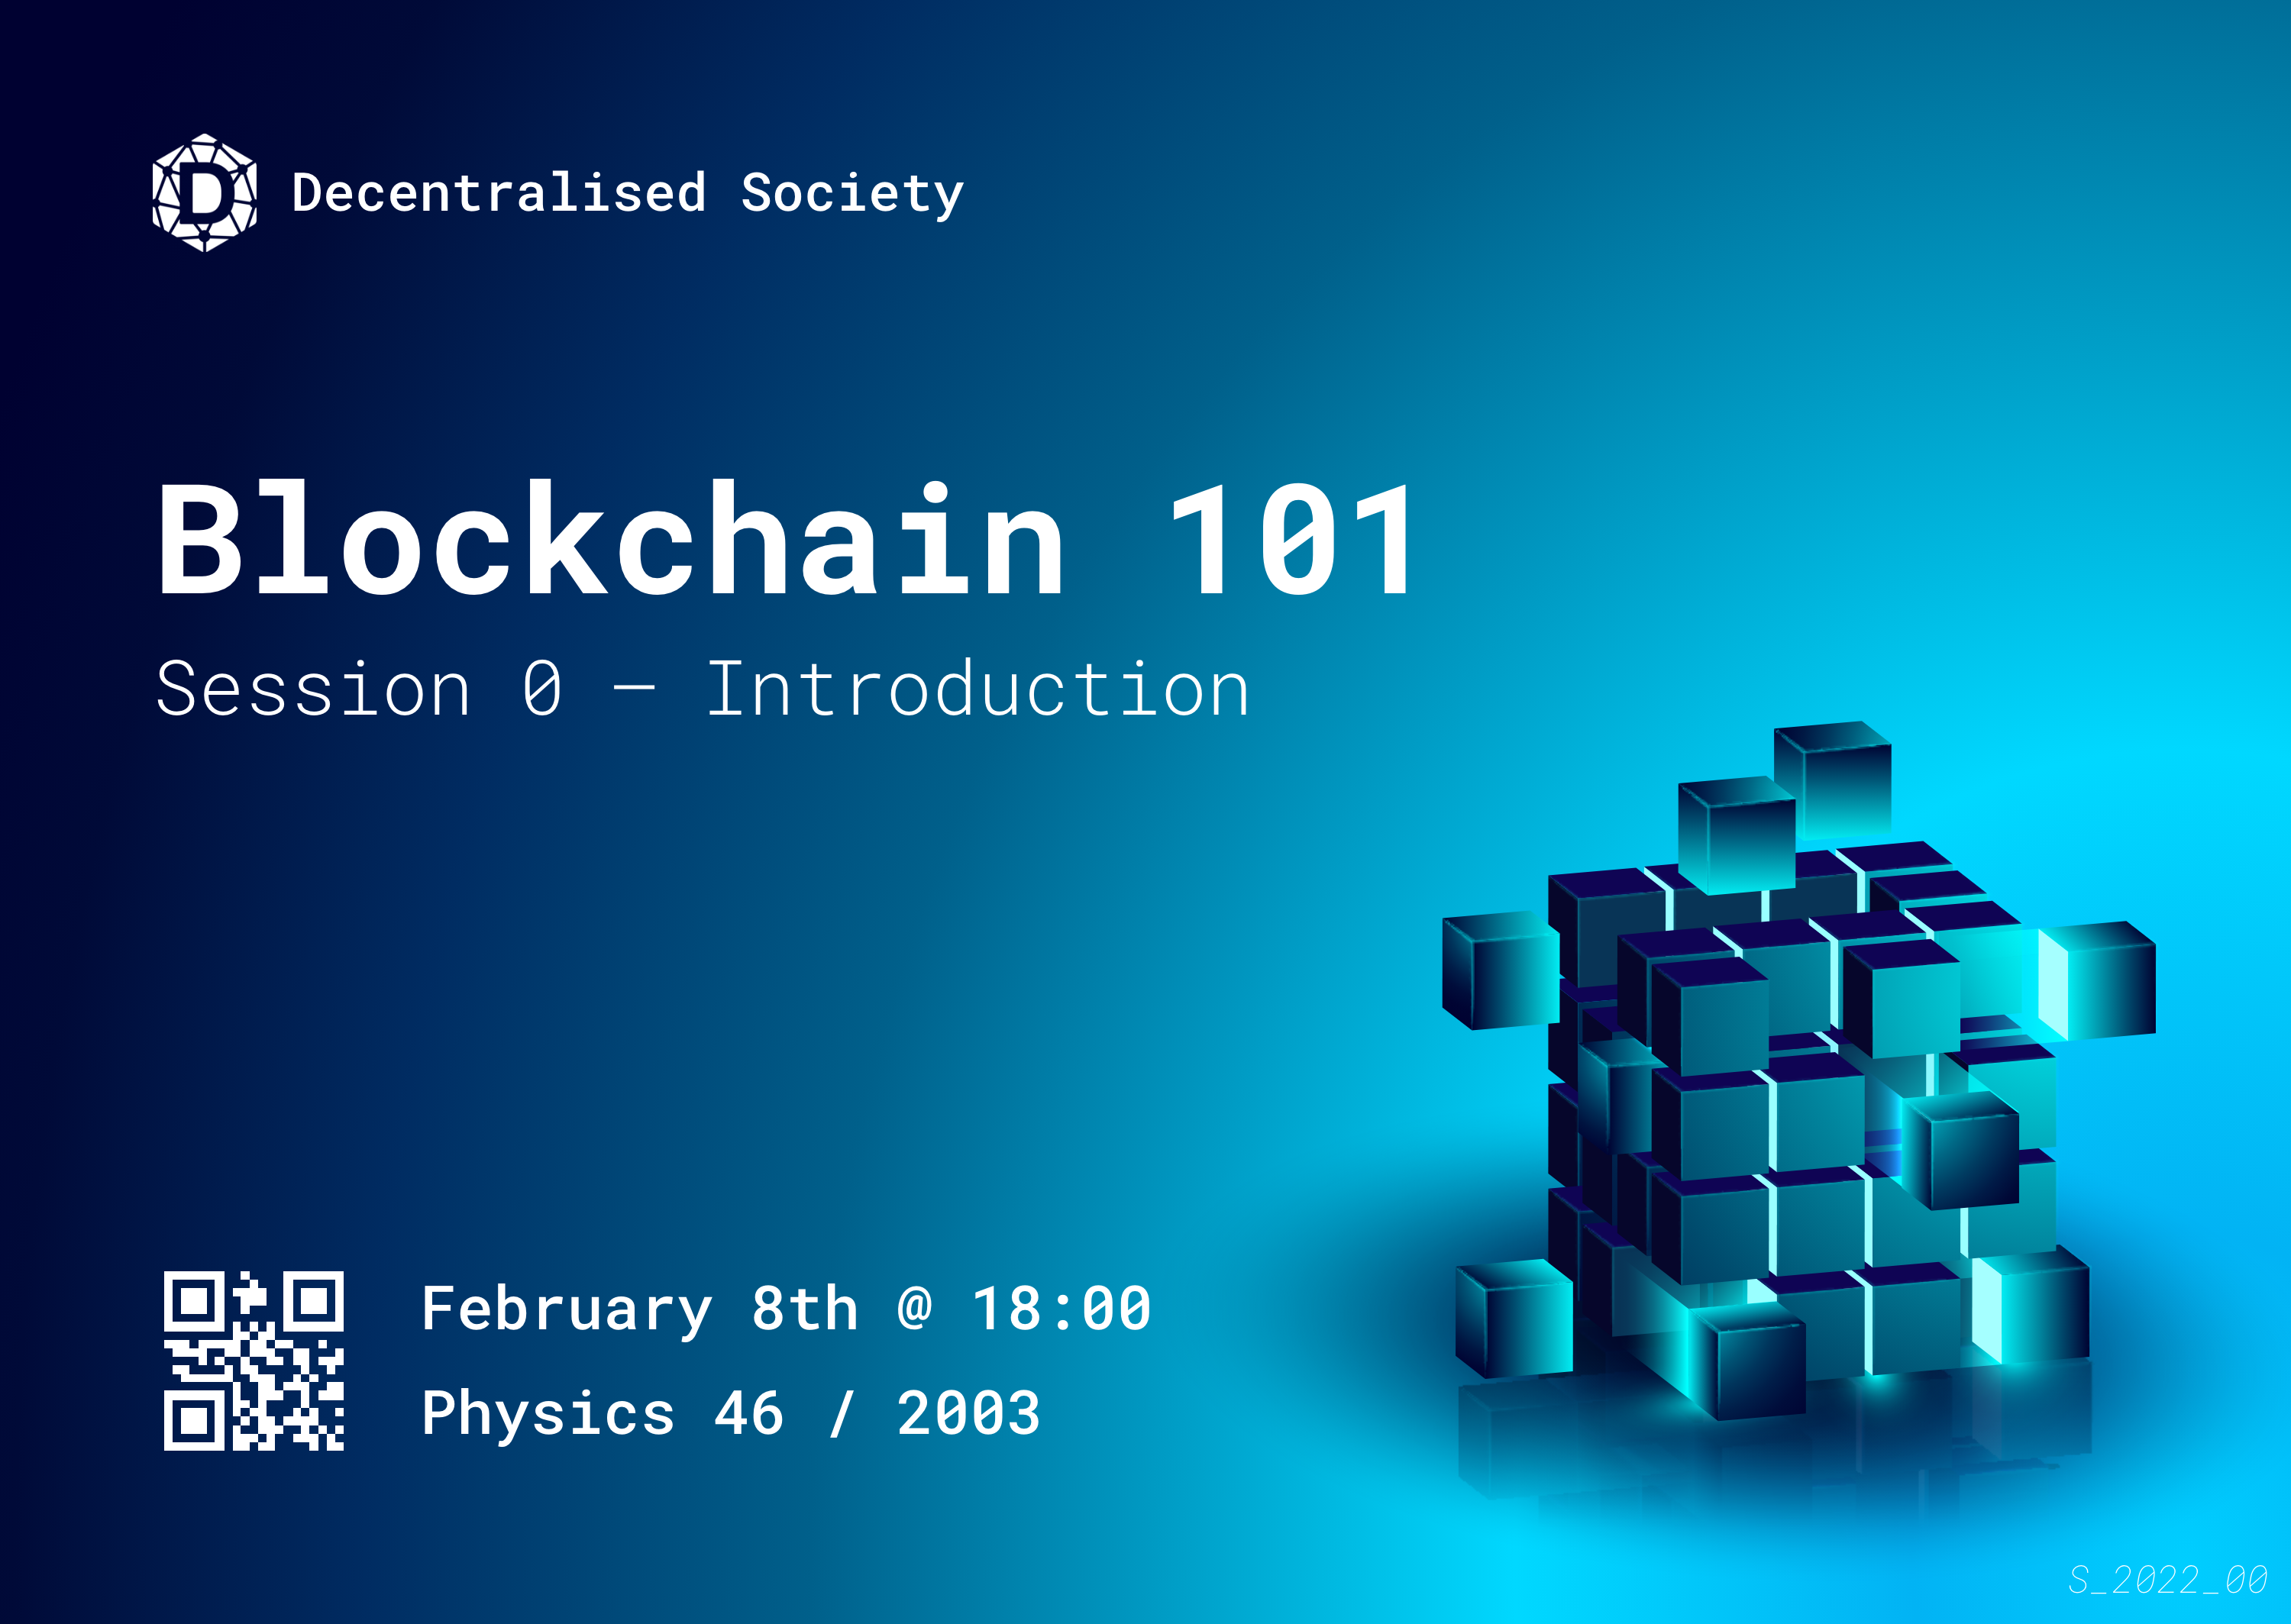 Decentralised Society
Blockchain 101
Session 0 – Introduction
February 8th @ 18:00
Physics 46 / 2003
S_2022_00